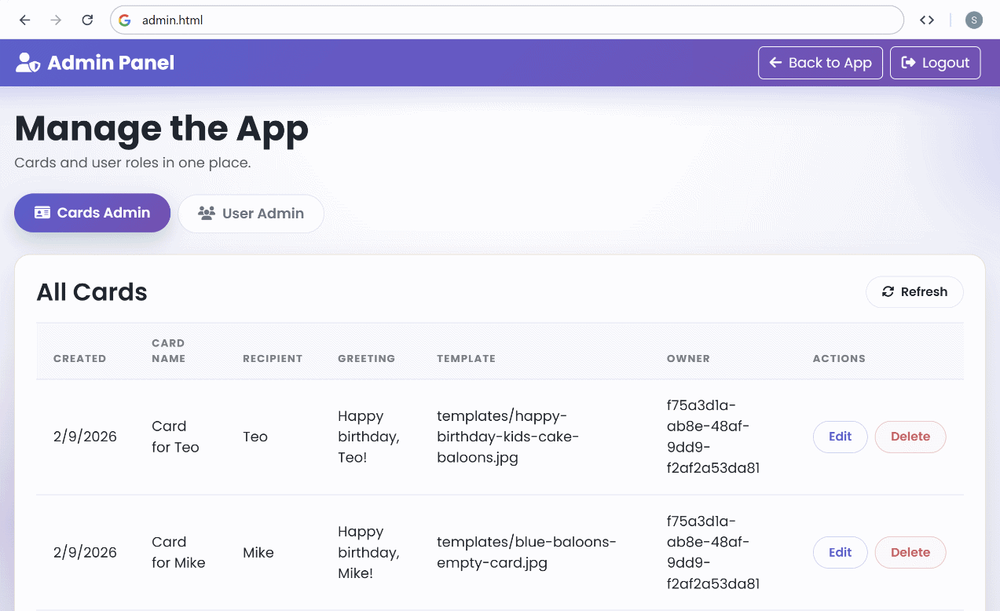 admin.html
S
Admin Panel
Back to App
Logout
Manage the App
Cards and user roles in one place.
Cards Admin
User Admin
All Cards
Refresh
CREATED
CARD
NAME
RECIPIENT
GREETING
TEMPLATE
OWNER
ACTIONS
2/9/2026
Card
for Teo
Teo
Happy
birthday,
Teo!
templates/happy-
birthday-kids-cake-
baloons.jpg
f75a3d1a-
ab8e-48af-
9dd9-
f2af2a53da81
Edit
Delete
2/9/2026
Card
for Mike
Mike
Happy
birthday,
Mike!
templates/blue-baloons-
empty-card.jpg
f75a3d1a-
ab8e-48af-
9dd9-
f2af2a53da81
Edit
Delete